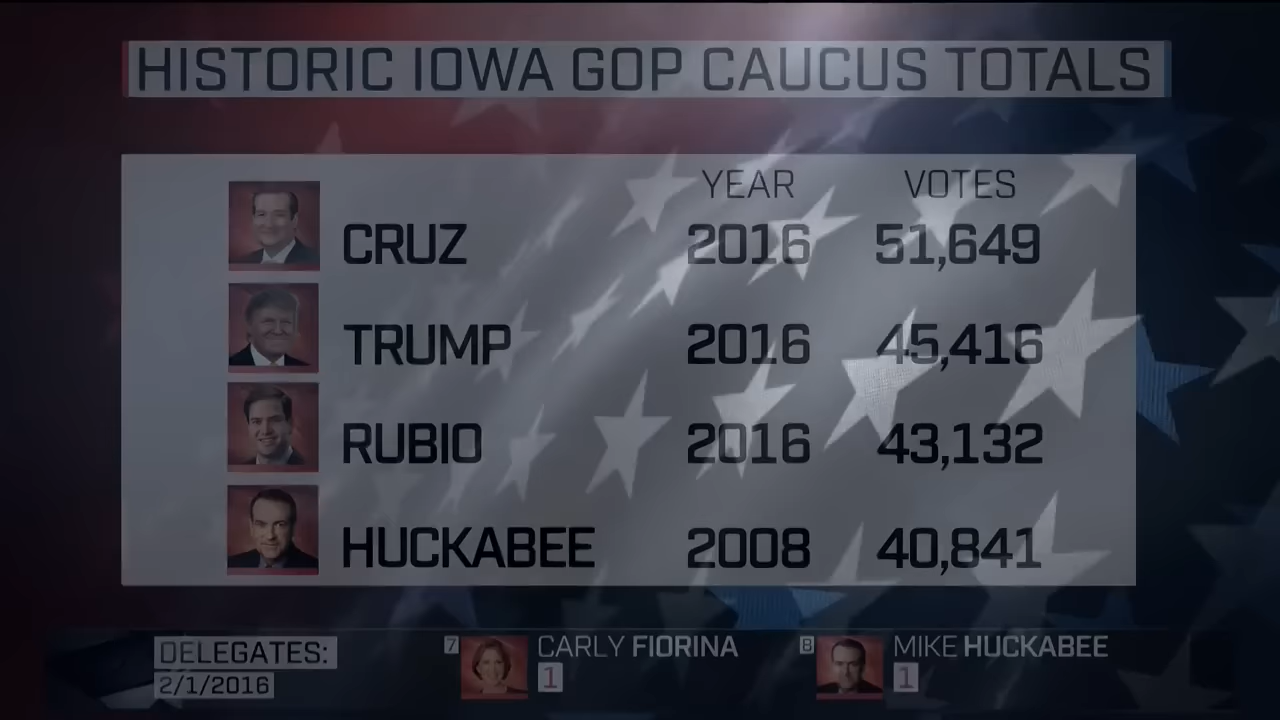 HISTORIC IOWA GOP CAUCUS TOTALS
YEAR VOTES
CRUZ 2016 51,649
TRUMP 2016 45,416
RUBIO 2016 43,132
HUCKABEE 2008 40,841
DELEGATES:
2/1/2016
7 CARLY FIORINA
1
8 MIKE HUCKABEE
1